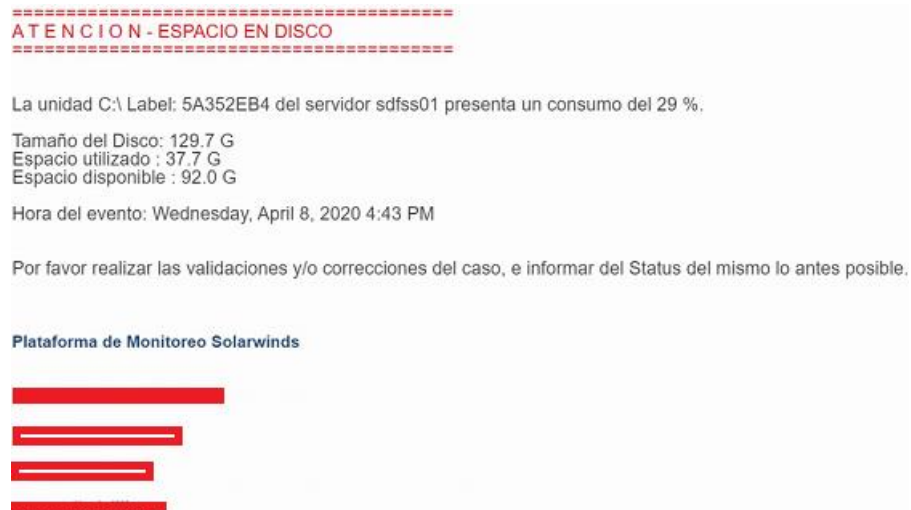 =========================================
A T E N C I O N - ESPACIO EN DISCO
=========================================
La unidad C:\ Label: 5A352EB4 del servidor sdfss01 presenta un consumo del 29 %.
Tamaño del Disco: 129.7 G
Espacio utilizado : 37.7 G
Espacio disponible : 92.0 G
Hora del evento: Wednesday, April 8, 2020 4:43 PM
Por favor realizar las validaciones y/o correcciones del caso, e informar del Status del mismo lo antes posible.
Plataforma de Monitoreo Solarwinds